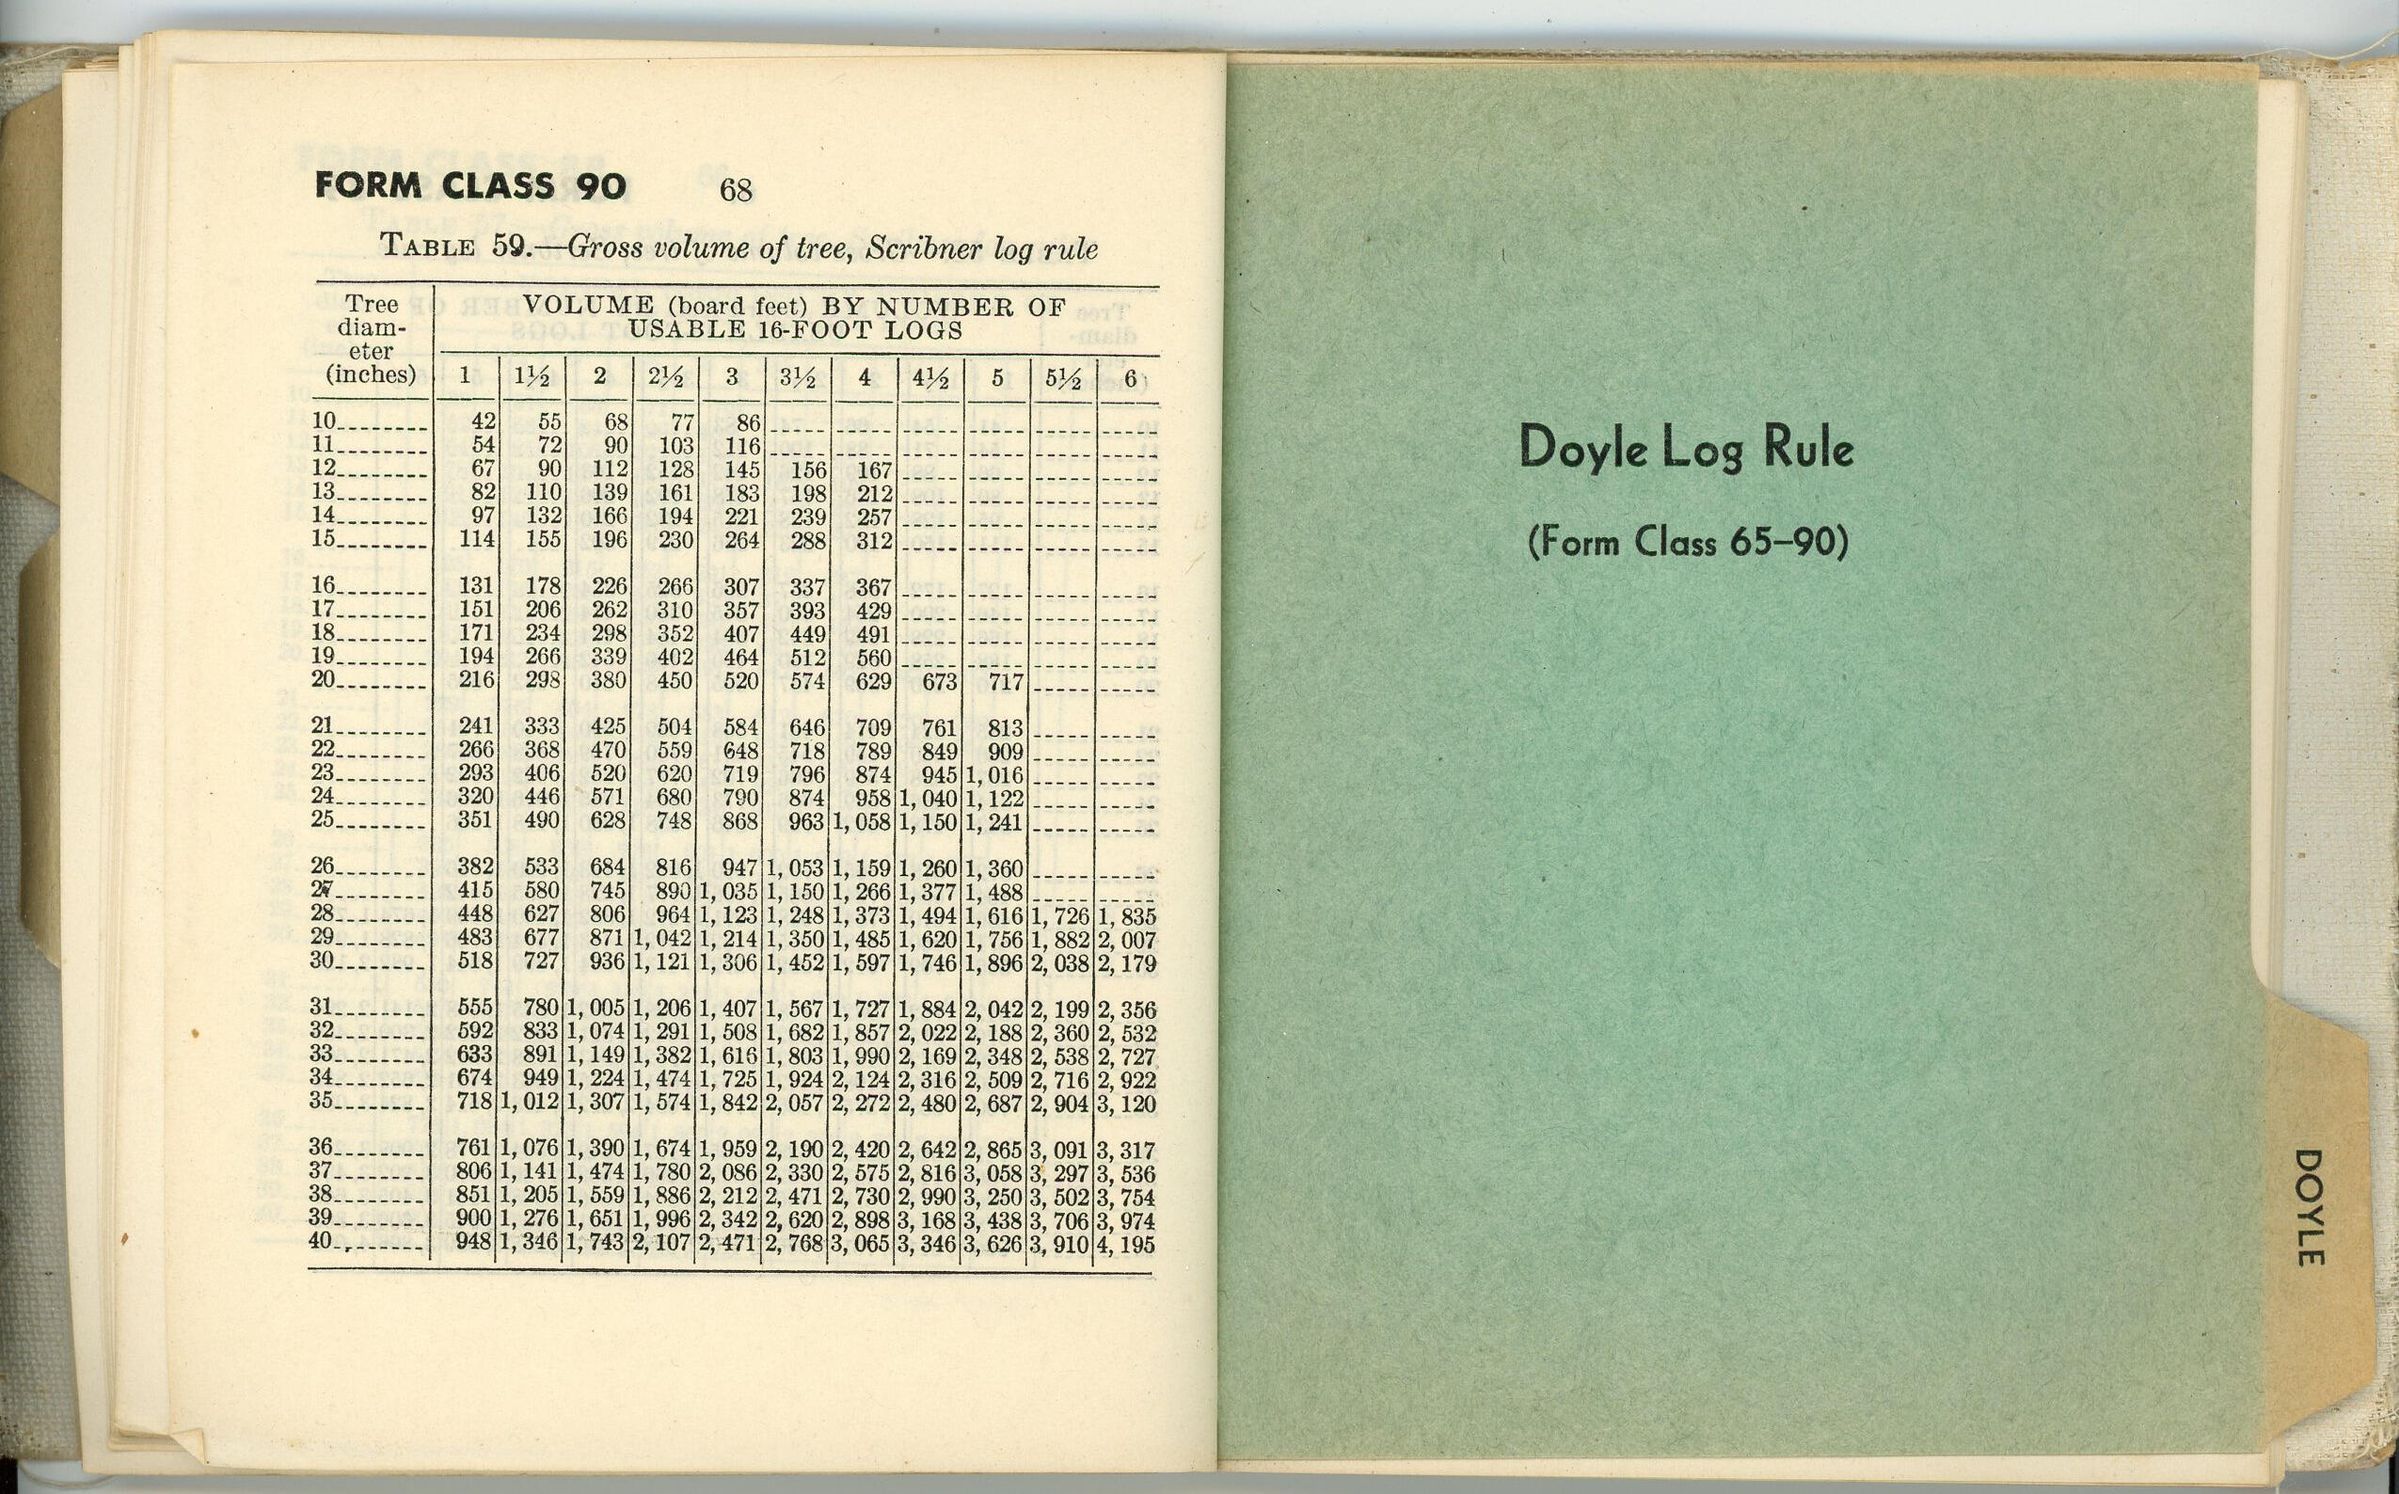 FORM CLASS 90 68
TABLE 59.—Gross volume of tree, Scribner log rule
Tree diam-eter (inches) VOLUME (board feet) BY NUMBER OF
USABLE 16-FOOT LOGS
1 1½ 2 2½ 3 3½ 4 4½ 5 5½ 6
10-------- 42 55 68 77 86 ----- ----- ----- ----- ----- -----
11-------- 54 72 90 103 116 ----- ----- ----- ----- ----- -----
12-------- 67 90 112 128 145 156 167 ----- ----- ----- -----
13-------- 82 110 139 161 183 198 212 ----- ----- ----- -----
14-------- 97 132 166 194 221 239 257 ----- ----- ----- -----
15-------- 114 155 196 230 264 288 312 ----- ----- ----- -----
16-------- 131 178 226 266 307 337 367 ----- ----- ----- -----
17-------- 151 206 262 310 357 393 429 ----- ----- ----- -----
18-------- 171 234 298 352 407 449 491 ----- ----- ----- -----
19-------- 194 266 339 402 464 512 560 ----- ----- ----- -----
20-------- 216 298 380 450 520 574 629 673 717 ----- -----
21-------- 241 333 425 504 584 646 709 761 813 ----- -----
22-------- 266 368 470 559 648 718 789 849 909 ----- -----
23-------- 293 406 520 620 719 796 874 945 1,016 ----- -----
24-------- 320 446 571 680 790 874 958 1,040 1,122 ----- -----
25-------- 351 490 628 748 868 963 1,058 1,150 1,241 ----- -----
26-------- 382 533 684 816 947 1,053 1,159 1,260 1,360 ----- -----
27-------- 415 580 745 890 1,035 1,150 1,266 1,377 1,488 ----- -----
28-------- 448 627 806 964 1,123 1,248 1,373 1,494 1,616 1,726 1,835
29-------- 483 677 871 1,042 1,214 1,350 1,485 1,620 1,756 1,882 2,007
30-------- 518 727 936 1,121 1,306 1,452 1,597 1,746 1,896 2,038 2,179
31-------- 555 780 1,005 1,206 1,407 1,567 1,727 1,884 2,042 2,199 2,356
32-------- 592 833 1,074 1,291 1,508 1,682 1,857 2,022 2,188 2,360 2,532
33-------- 633 891 1,149 1,382 1,616 1,803 1,990 2,169 2,348 2,538 2,727
34-------- 674 949 1,224 1,474 1,725 1,924 2,124 2,316 2,509 2,716 2,922
35-------- 718 1,012 1,307 1,574 1,842 2,057 2,272 2,480 2,687 2,904 3,120
36-------- 761 1,076 1,390 1,674 1,959 2,190 2,420 2,642 2,865 3,091 3,317
37-------- 806 1,141 1,474 1,780 2,086 2,330 2,575 2,816 3,058 3,297 3,536
38-------- 851 1,205 1,559 1,886 2,212 2,471 2,730 2,990 3,250 3,502 3,754
39-------- 900 1,276 1,651 1,996 2,342 2,620 2,898 3,168 3,438 3,706 3,974
40-------- 948 1,346 1,743 2,107 2,471 2,768 3,065 3,346 3,626 3,910 4,195
Doyle Log Rule
(Form Class 65–90)
DOYLE